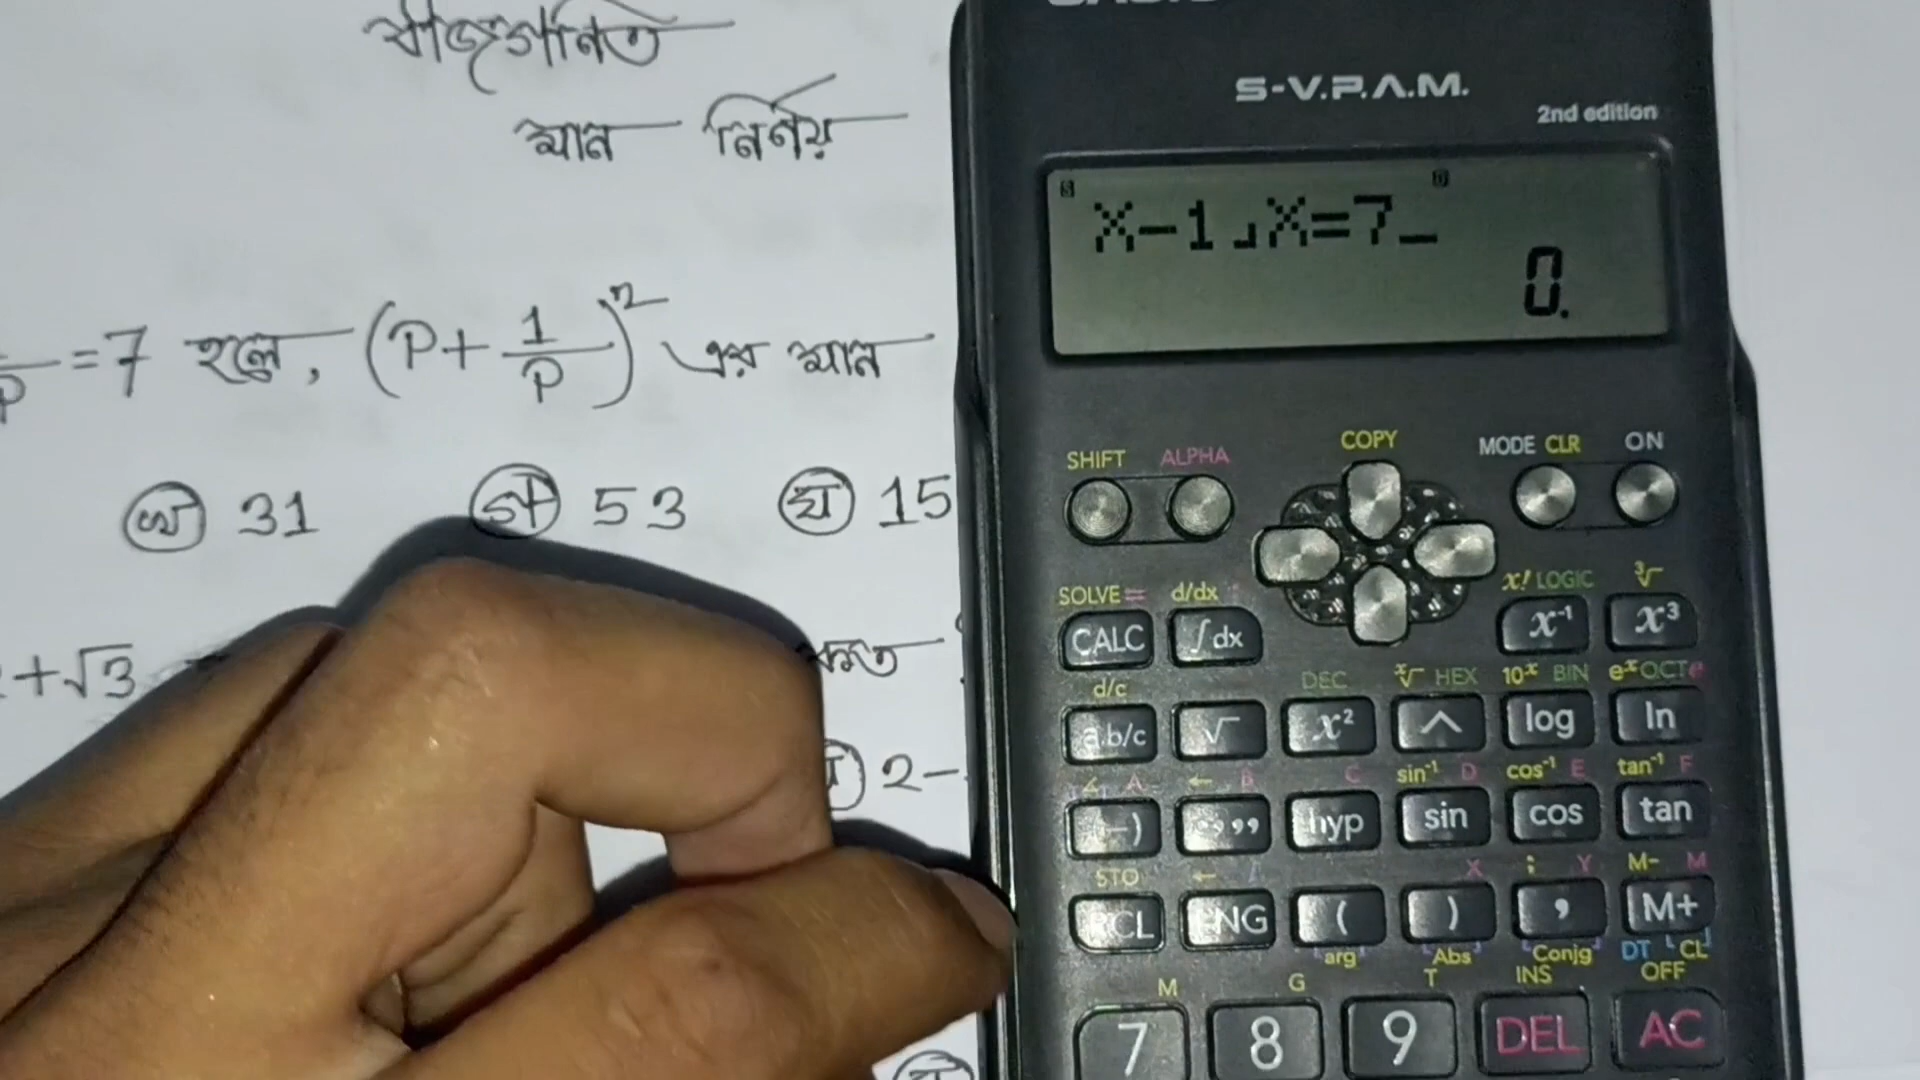 বীজগণিত
মান নির্ণয়
P =7 হলে, (P+1/P)² এর মান
খ 31 গ 53 ঘ 15
+√3
কত
2-
S-V.P.A.M.
2nd edition
X-1⌟X=7_
0.
COPY
SHIFT ALPHA MODE CLR ON
SOLVE = d/dx x! LOGIC ³√
CALC ∫dx x⁻¹ x³
d/c DEC ˣ√ HEX 10ˣ BIN eˣ OCT e
a b/c √ x² ^ log ln
∠ A ← B C sin⁻¹ D cos⁻¹ E tan⁻¹ F
(–) hyp sin cos tan
STO ← X ; Y M- M
RCL ENG ( ) , M+
arg Abs Conjg DT CL
M G T INS OFF
7 8 9 DEL AC